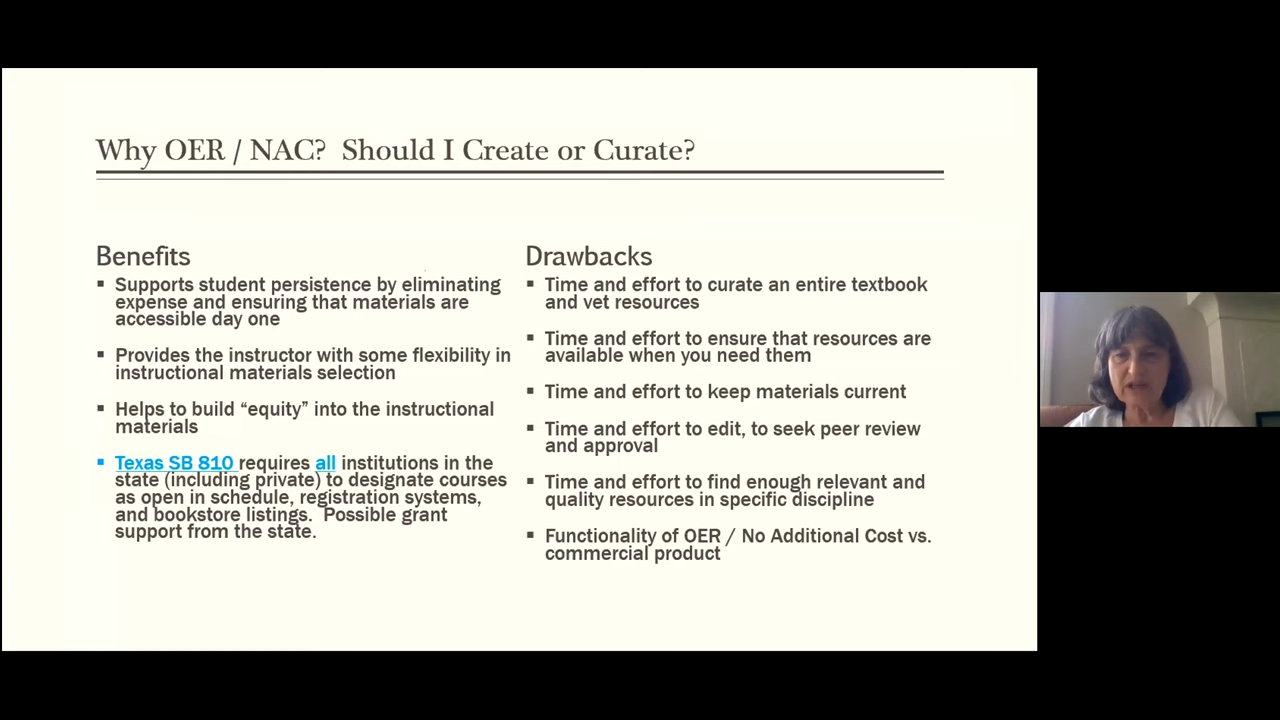 Why OER / NAC?  Should I Create or Curate?
Benefits
▪ Supports student persistence by eliminating
expense and ensuring that materials are
accessible day one
▪ Provides the instructor with some flexibility in
instructional materials selection
▪ Helps to build “equity” into the instructional
materials
▪ Texas SB 810 requires all institutions in the
state (including private) to designate courses
as open in schedule, registration systems,
and bookstore listings.  Possible grant
support from the state.
Drawbacks
▪ Time and effort to curate an entire textbook
and vet resources
▪ Time and effort to ensure that resources are
available when you need them
▪ Time and effort to keep materials current
▪ Time and effort to edit, to seek peer review
and approval
▪ Time and effort to find enough relevant and
quality resources in specific discipline
▪ Functionality of OER / No Additional Cost vs.
commercial product